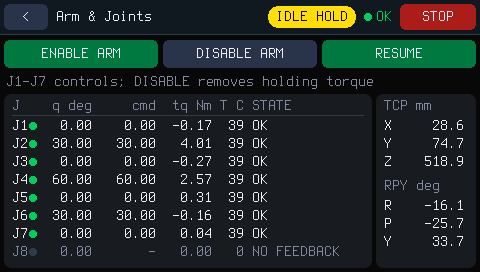 < Arm & Joints IDLE HOLD OK STOP
ENABLE ARM DISABLE ARM RESUME
J1-J7 controls; DISABLE removes holding torque
J q deg cmd tq Nm T C STATE
J1 0.00 0.00 -0.17 39 OK
J2 30.00 30.00 4.01 39 OK
J3 0.00 0.00 -0.27 39 OK
J4 60.00 60.00 2.57 39 OK
J5 0.00 0.00 0.31 39 OK
J6 30.00 30.00 -0.16 39 OK
J7 0.00 0.00 0.04 39 OK
J8 0.00 - 0.00 0 NO FEEDBACK
TCP mm
X 28.6
Y 74.7
Z 518.9
RPY deg
R -16.1
P -25.7
Y 33.7